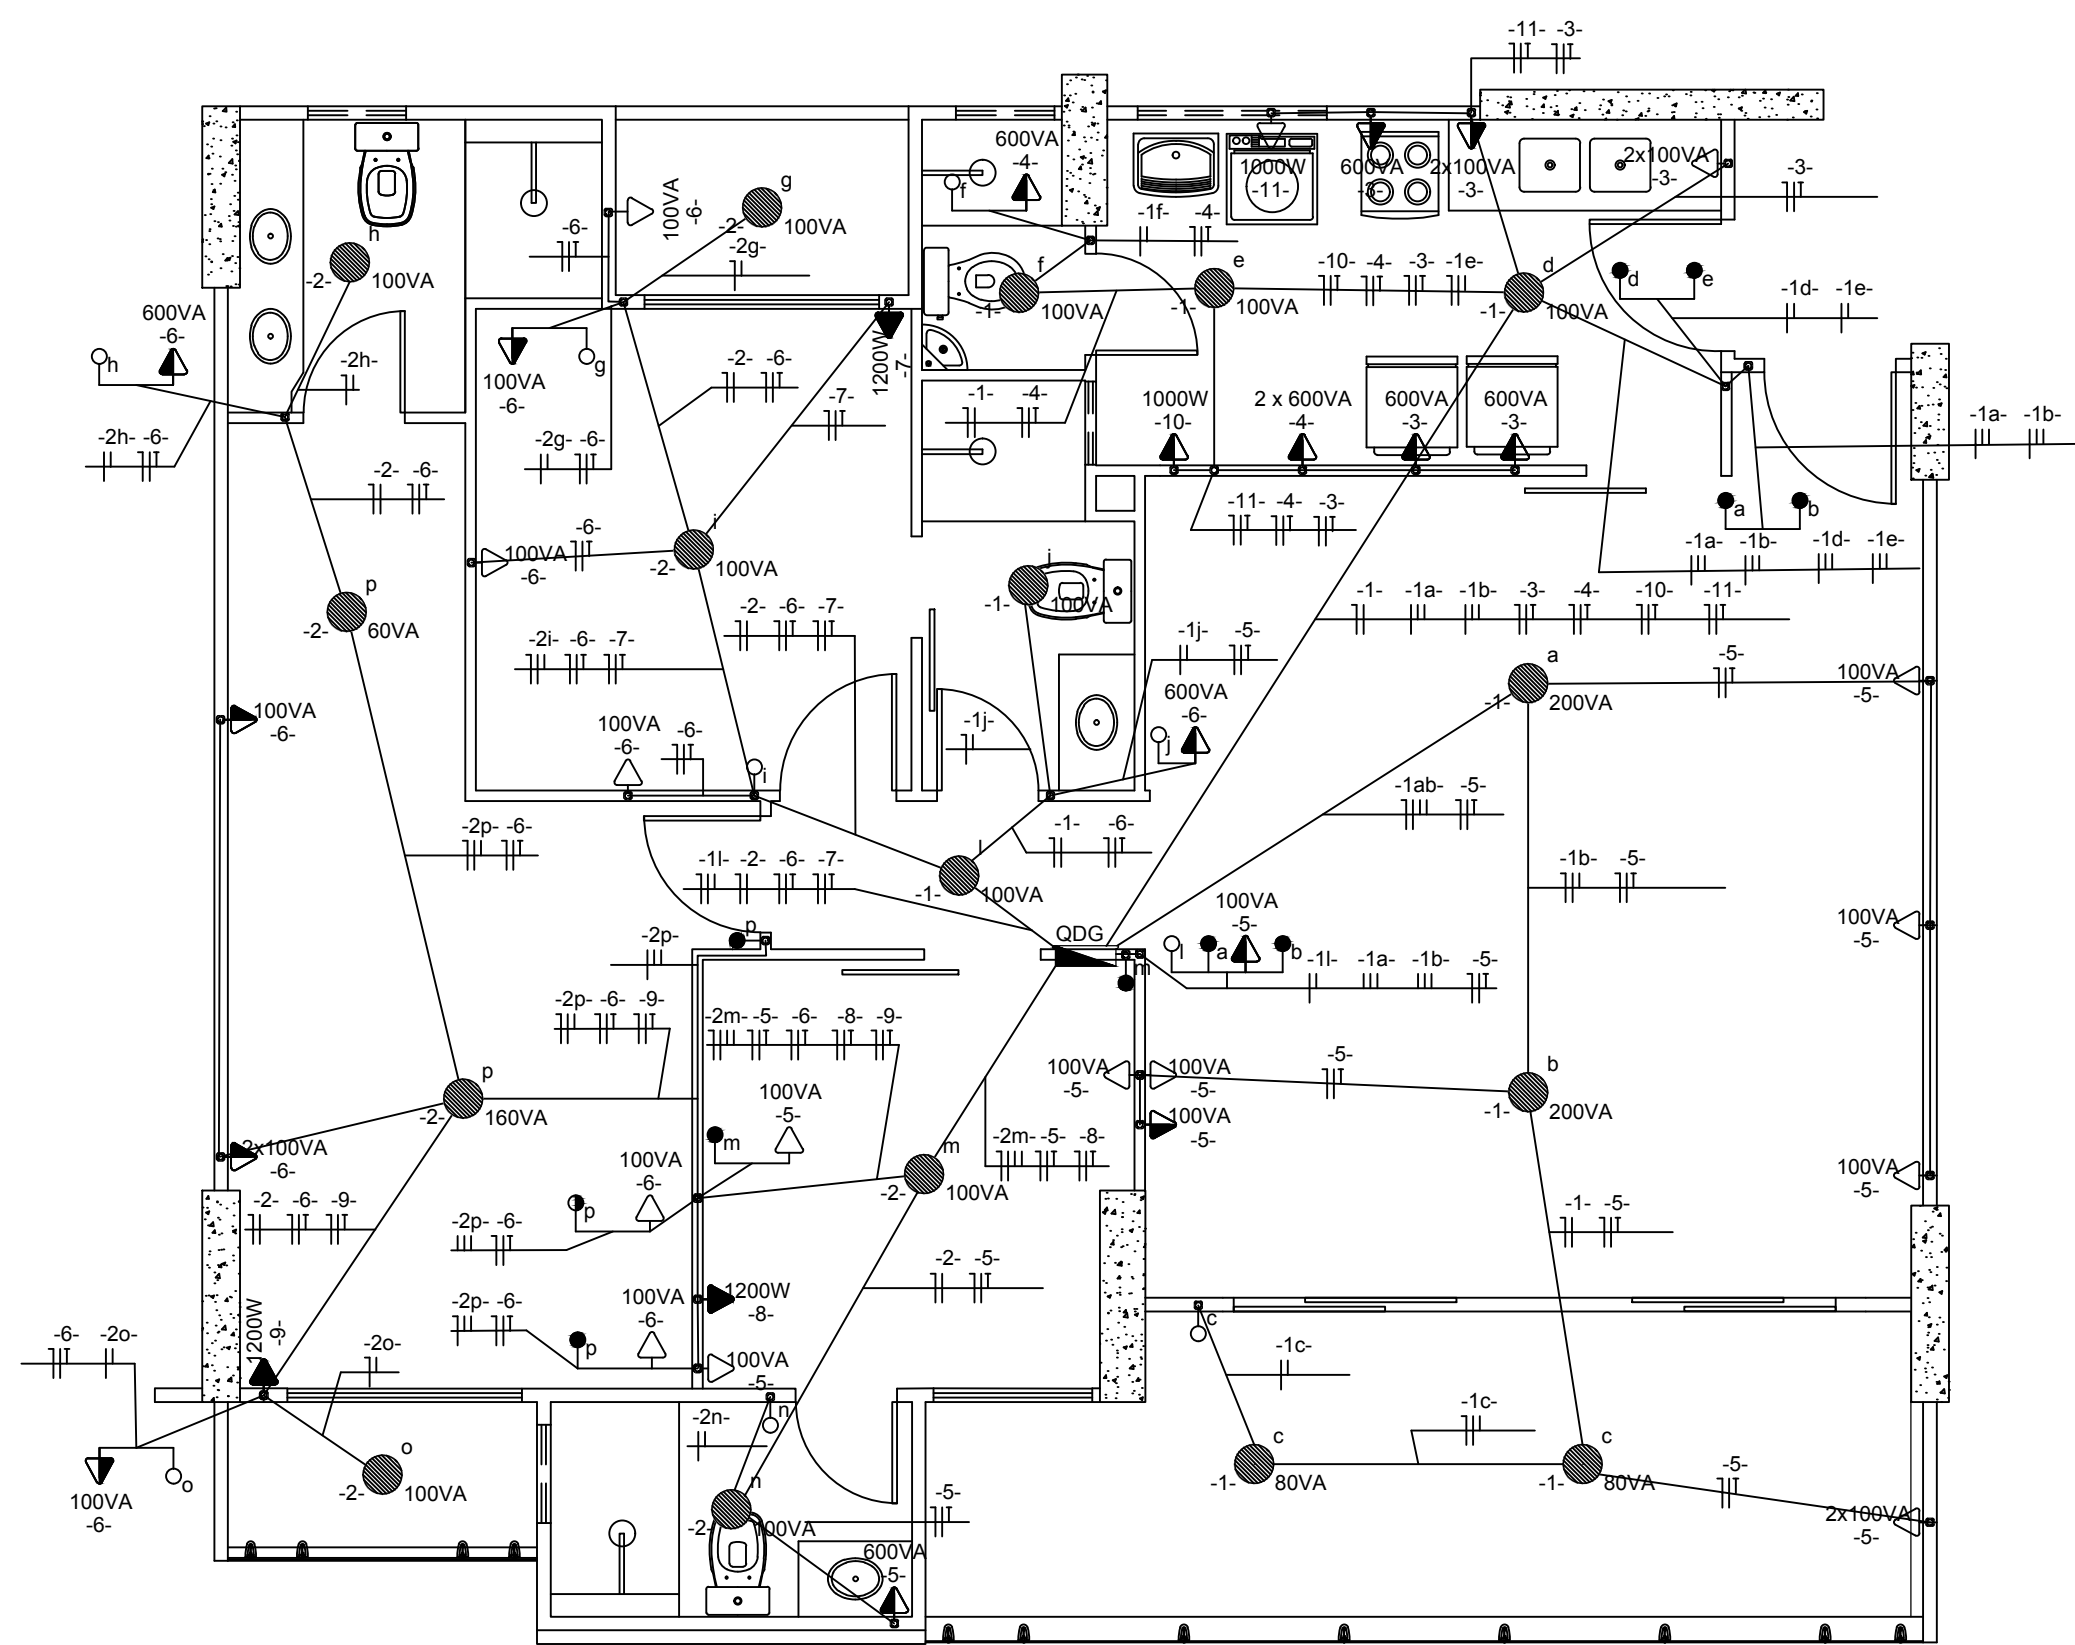 -11- -3-
600VA
-4-
f
1000W
-11-
600VA
-3-
2x100VA
-3-
2x100VA
-3-
-3-
100VA
-6-
g
-2-
100VA
-2g-
-6-
h
-2-
100VA
600VA
-6-
h
-2h-
-2h- -6-
-2- -6-
-1f- -4-
f
-1-
100VA
e
-1-
100VA
-10- -4- -3- -1e-
d
-1-
100VA
d
e
-1d- -1e-
100VA
-6-
g
1200W
-7-
-2- -6-
-7-
-2g- -6-
-1- -4-
1000W
-10-
2 x 600VA
-4-
600VA
-3-
600VA
-3-
-1a- -1b-
a
b
-11- -4- -3-
-1a- -1b- -1d- -1e-
-6-
100VA
-6-
i
-2-
100VA
j
-1-
100VA
p
-2-
60VA
-2- -6- -7-
-2i- -6- -7-
-1- -1a- -1b- -3- -4- -10- -11-
-1j- -5-
600VA
-6-
j
a
-1-
200VA
-5-
100VA
-5-
100VA
-6-
100VA
-6-
-6-
i
-1j-
-1ab- -5-
-2p- -6-
-1l- -2- -6- -7-
l
-1-
100VA
-1- -6-
-1b- -5-
p
-2p-
QDG
m
l
a
100VA
-5-
b
-1l- -1a- -1b- -5-
100VA
-5-
-2p- -6- -9-
-2m- -5- -6- -8- -9-
p
-2-
160VA
100VA
-5-
m
100VA
-5-
100VA
-5-
100VA
-5-
-5-
b
-1-
200VA
2x100VA
-6-
100VA
-6-
p
m
-2-
100VA
-2m- -5- -8-
100VA
-5-
-2- -6- -9-
-2p- -6-
-1- -5-
-2- -5-
1200W
-8-
-2p- -6-
100VA
-6-
p
100VA
-5-
1200W
-9-
-6- -2o-
-2o-
c
-1c-
-2n-
n
-1c-
100VA
-6-
o
o
-2-
100VA
n
-2-
100VA
-5-
600VA
-5-
c
-1-
80VA
c
-1-
80VA
-5-
2x100VA
-5-